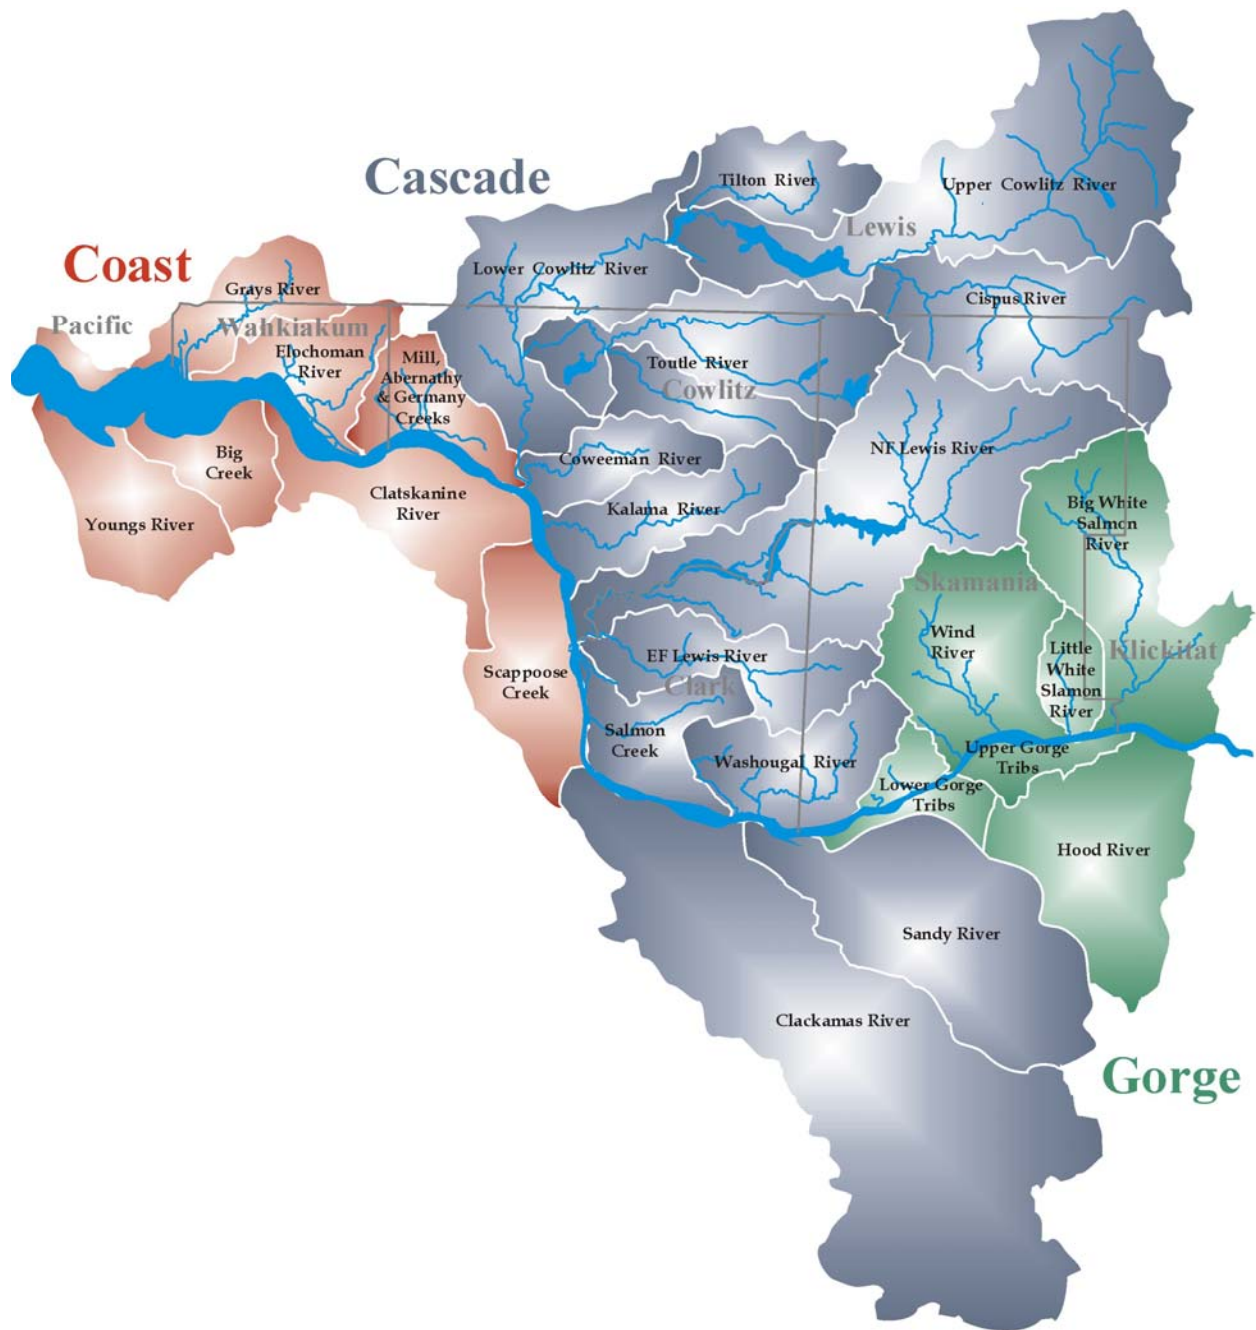 Cascade
Tilton River
Upper Cowlitz River
Lewis
Coast
Lower Cowlitz River
Grays River
Cispus River
Pacific
Wahkiakum
Elochoman
River
Mill,
Abernathy
& Germany
Creeks
Toutle River
Cowlitz
Big
Creek
Coweeman River
NF Lewis River
Clatskanine
River
Youngs River
Kalama River
Big White
Salmon
River
Skamania
Wind
River
Little
White
Slamon
River
Klickitat
EF Lewis River
Clark
Scappoose
Creek
Salmon
Creek
Washougal River
Upper Gorge
Tribs
Lower Gorge
Tribs
Hood River
Sandy River
Clackamas River
Gorge